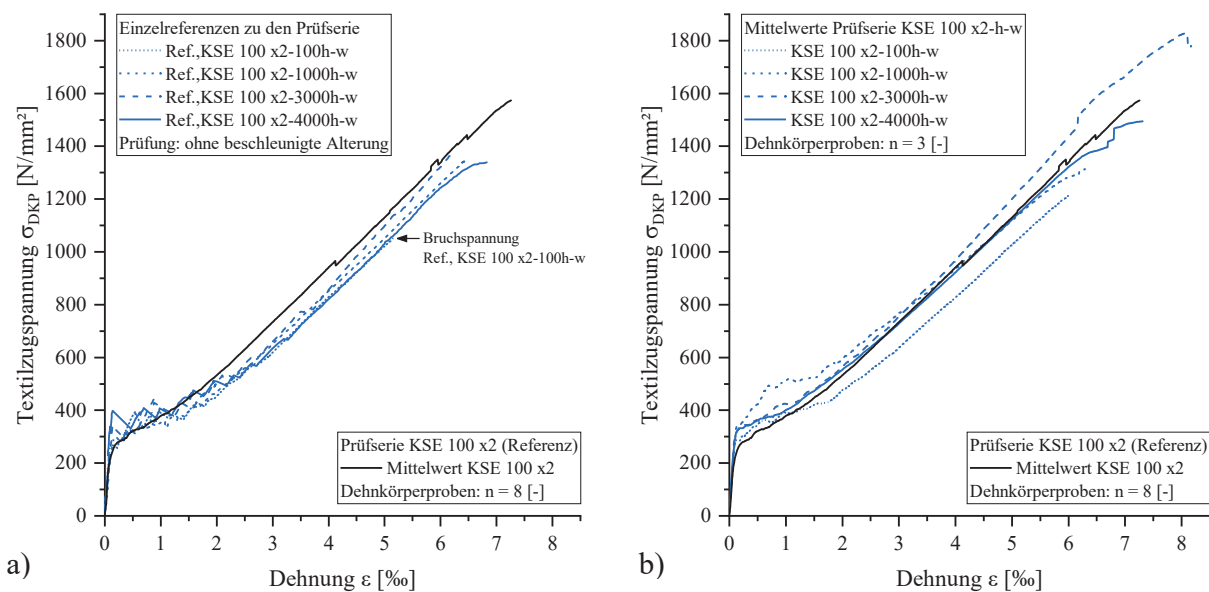 Einzelreferenzen zu den Prüfserie
Ref.,KSE 100 x2-100h-w
Ref.,KSE 100 x2-1000h-w
Ref.,KSE 100 x2-3000h-w
Ref.,KSE 100 x2-4000h-w
Prüfung: ohne beschleunigte Alterung
1800
1600
1400
1200
1000
800
600
400
200
0
Textilzugspannung σDKP [N/mm²]
Bruchspannung
Ref., KSE 100 x2-100h-w
Prüfserie KSE 100 x2 (Referenz)
Mittelwert KSE 100 x2
Dehnkörperproben: n = 8 [-]
0 1 2 3 4 5 6 7 8
Dehnung ε [‰]
a)
Mittelwerte Prüfserie KSE 100 x2-h-w
KSE 100 x2-100h-w
KSE 100 x2-1000h-w
KSE 100 x2-3000h-w
KSE 100 x2-4000h-w
Dehnkörperproben: n = 3 [-]
1800
1600
1400
1200
1000
800
600
400
200
0
Textilzugspannung σDKP [N/mm²]
Prüfserie KSE 100 x2 (Referenz)
Mittelwert KSE 100 x2
Dehnkörperproben: n = 8 [-]
0 1 2 3 4 5 6 7 8
Dehnung ε [‰]
b)